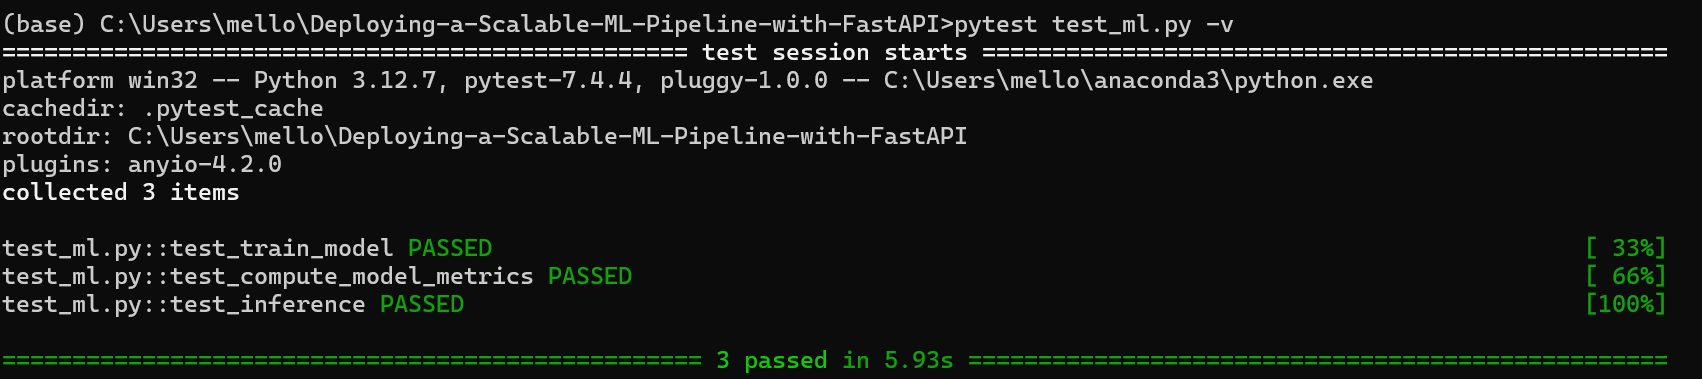 (base) C:\Users\mello\Deploying-a-Scalable-ML-Pipeline-with-FastAPI>pytest test_ml.py -v
================================================= test session starts =================================================
platform win32 -- Python 3.12.7, pytest-7.4.4, pluggy-1.0.0 -- C:\Users\mello\anaconda3\python.exe
cachedir: .pytest_cache
rootdir: C:\Users\mello\Deploying-a-Scalable-ML-Pipeline-with-FastAPI
plugins: anyio-4.2.0
collected 3 items

test_ml.py::test_train_model PASSED [ 33%]
test_ml.py::test_compute_model_metrics PASSED [ 66%]
test_ml.py::test_inference PASSED [100%]

================================================== 3 passed in 5.93s ==================================================